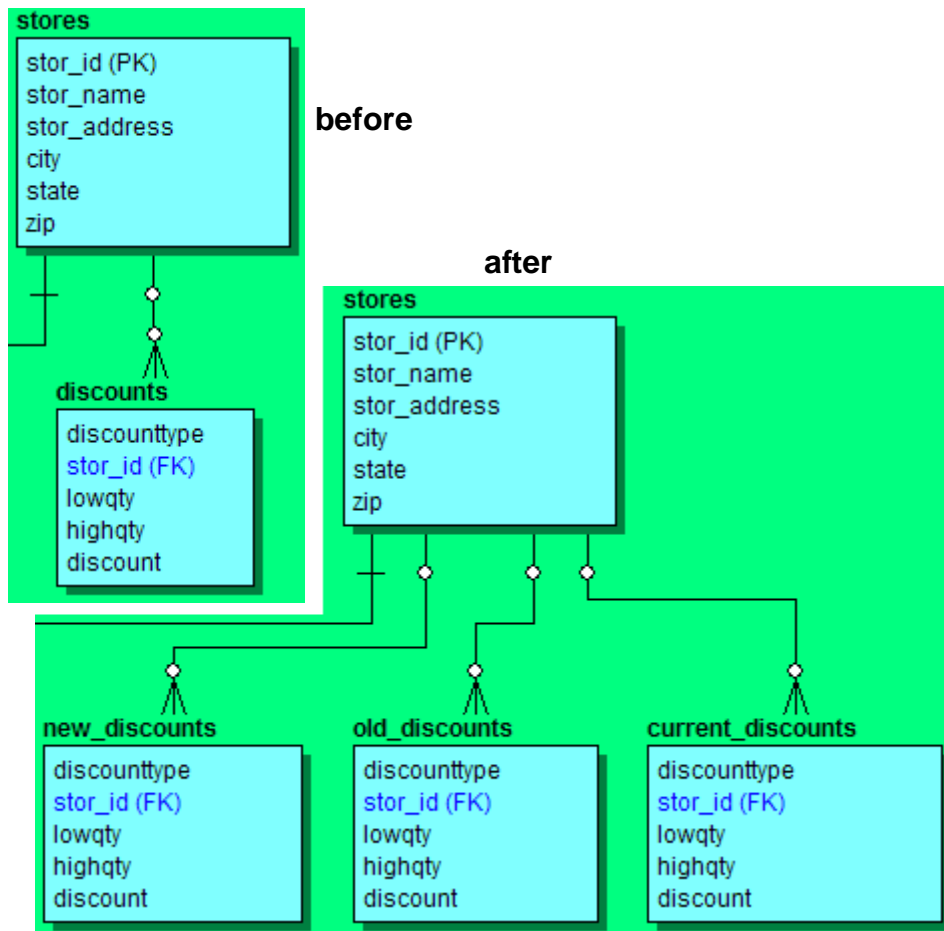 stores
stor_id (PK)
stor_name
stor_address
city
state
zip
before
discounts
discounttype
stor_id (FK)
lowqty
highqty
discount
after
stores
stor_id (PK)
stor_name
stor_address
city
state
zip
new_discounts
discounttype
stor_id (FK)
lowqty
highqty
discount
old_discounts
discounttype
stor_id (FK)
lowqty
highqty
discount
current_discounts
discounttype
stor_id (FK)
lowqty
highqty
discount